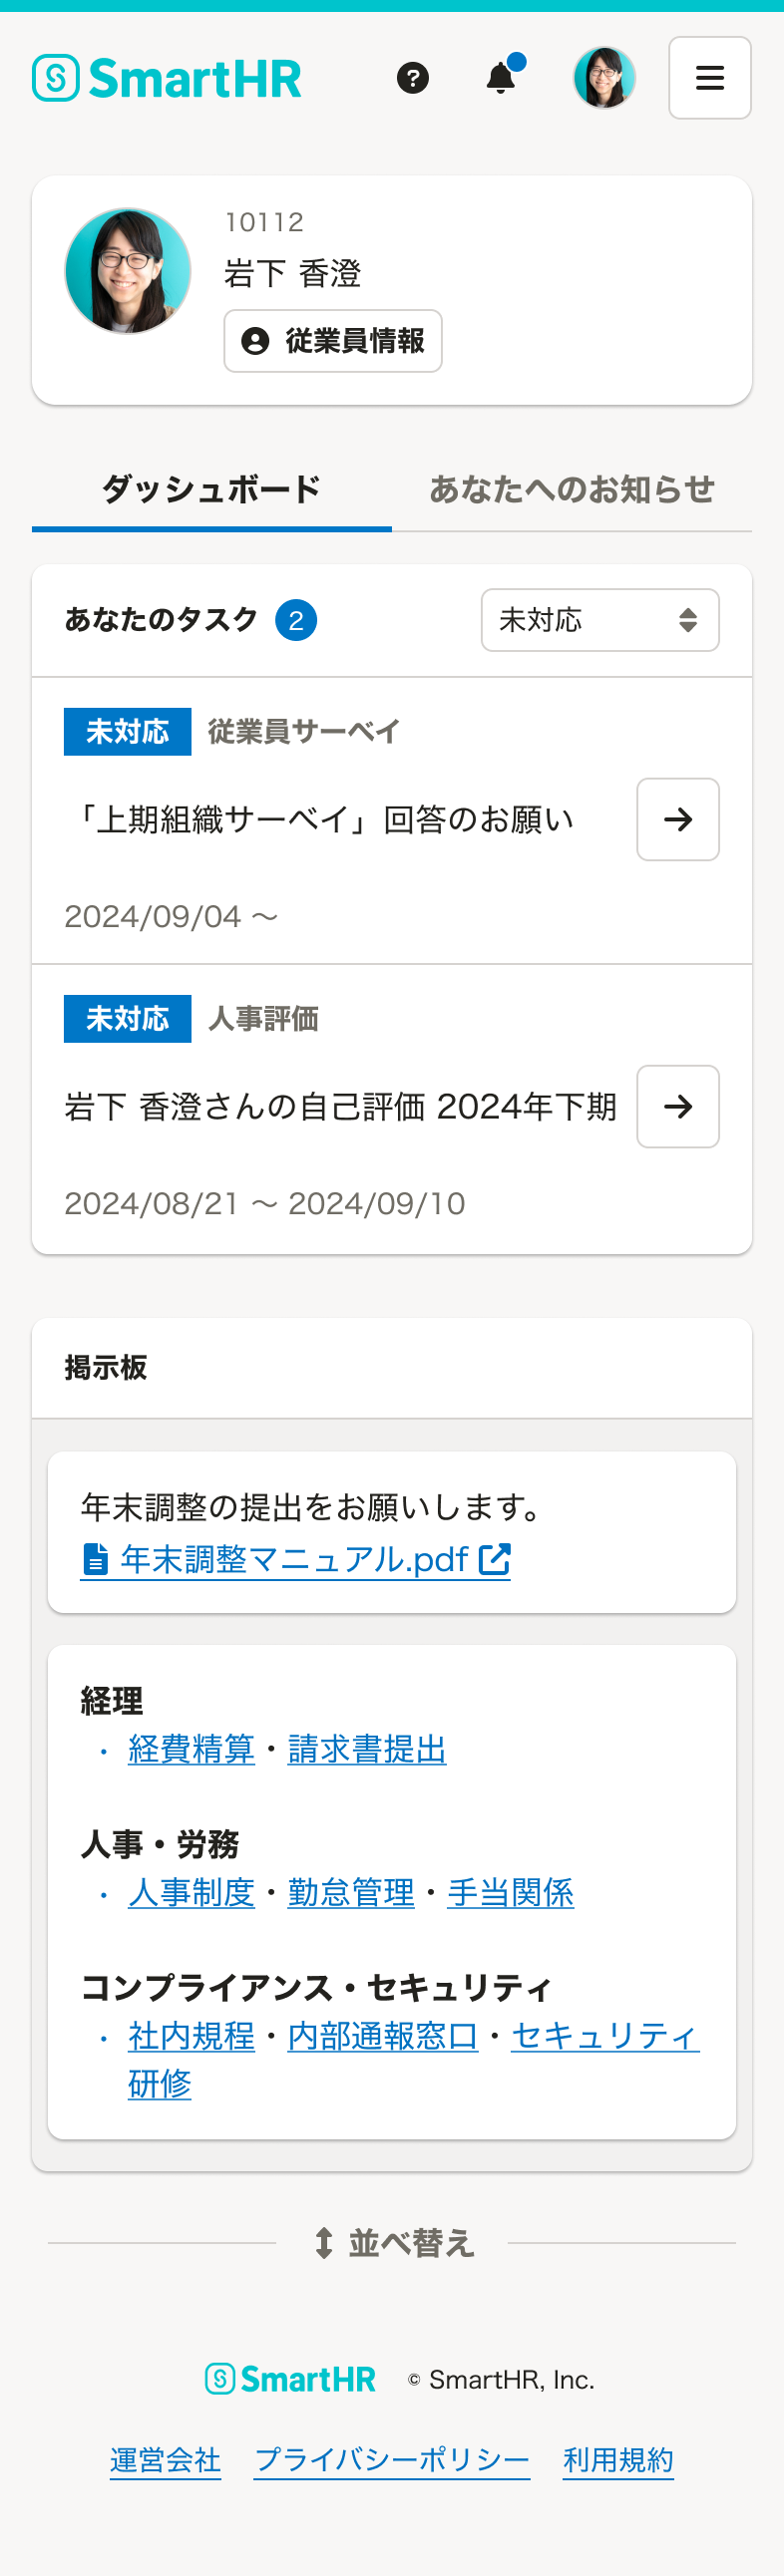 SmartHR
10112
岩下 香澄
従業員情報
ダッシュボード
あなたへのお知らせ
あなたのタスク 2
未対応
未対応 従業員サーベイ
「上期組織サーベイ」回答のお願い
2024/09/04 〜
未対応 人事評価
岩下 香澄さんの自己評価 2024年下期
2024/08/21 〜 2024/09/10
掲示板
年末調整の提出をお願いします。
年末調整マニュアル.pdf
経理
・ 経費精算・請求書提出
人事・労務
・ 人事制度・勤怠管理・手当関係
コンプライアンス・セキュリティ
・ 社内規程・内部通報窓口・セキュリティ
研修
並べ替え
SmartHR © SmartHR, Inc.
運営会社 プライバシーポリシー 利用規約